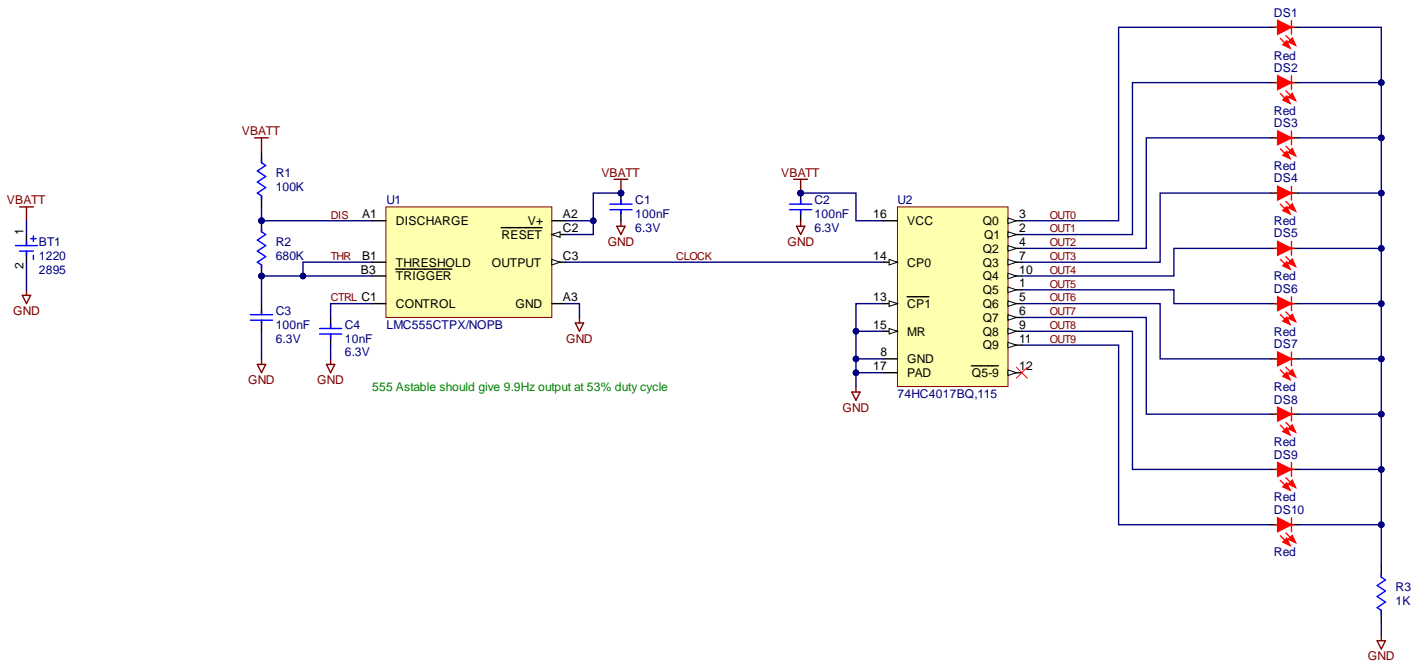 VBATT
1
+
BT1
1220
2
2895
GND
VBATT
R1
100K
R2
680K
C3
100nF
6.3V
GND
DIS
THR
CTRL
C4
10nF
6.3V
GND
U1
A1
DISCHARGE
V+
A2
RESET
C2
B1
THRESHOLD
OUTPUT
C3
B3
TRIGGER
C1
CONTROL
GND
A3
LMC555CTPX/NOPB
GND
VBATT
C1
100nF
6.3V
GND
CLOCK
555 Astable should give 9.9Hz output at 53% duty cycle
VBATT
C2
100nF
6.3V
GND
U2
16
VCC
14
CP0
13
CP1
15
MR
8
GND
17
PAD
GND
Q0
3
OUT0
Q1
2
OUT1
Q2
4
OUT2
Q3
7
OUT3
Q4
10
OUT4
Q5
1
OUT5
Q6
5
OUT6
Q7
6
OUT7
Q8
9
OUT8
Q9
11
OUT9
Q5-9
12
74HC4017BQ,115
DS1
Red
DS2
Red
DS3
Red
DS4
Red
DS5
Red
DS6
Red
DS7
Red
DS8
Red
DS9
Red
DS10
Red
R3
1K
GND